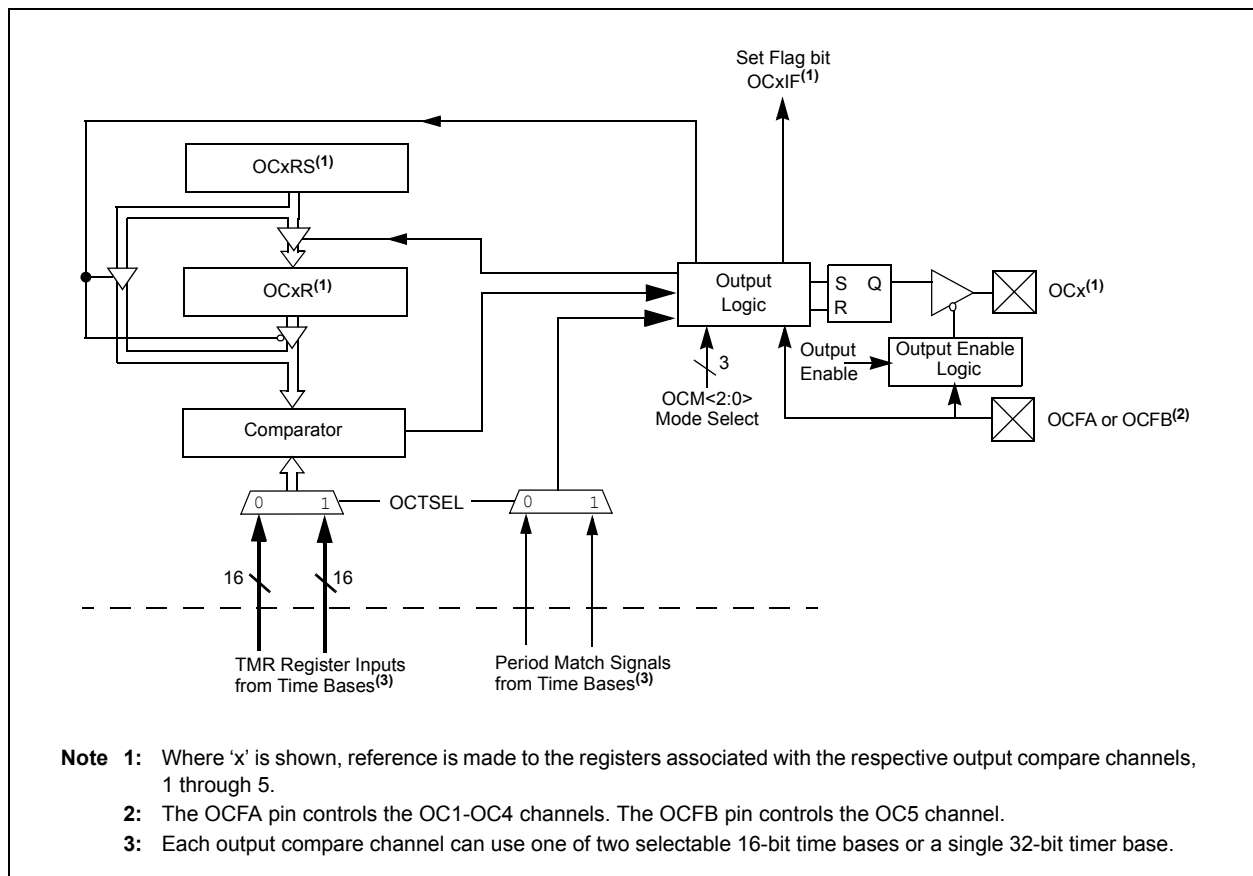 Set Flag bit
OCxIF(1)
OCxRS(1)
OCxR(1)
Output
Logic
S Q
R
OCx(1)
Output
Enable
Output Enable
Logic
3
OCM<2:0>
Mode Select
OCFA or OCFB(2)
Comparator
0 1
OCTSEL
0 1
16
16
TMR Register Inputs
from Time Bases(3)
Period Match Signals
from Time Bases(3)
Note 1: Where ‘x’ is shown, reference is made to the registers associated with the respective output compare channels,
1 through 5.
2: The OCFA pin controls the OC1-OC4 channels. The OCFB pin controls the OC5 channel.
3: Each output compare channel can use one of two selectable 16-bit time bases or a single 32-bit timer base.